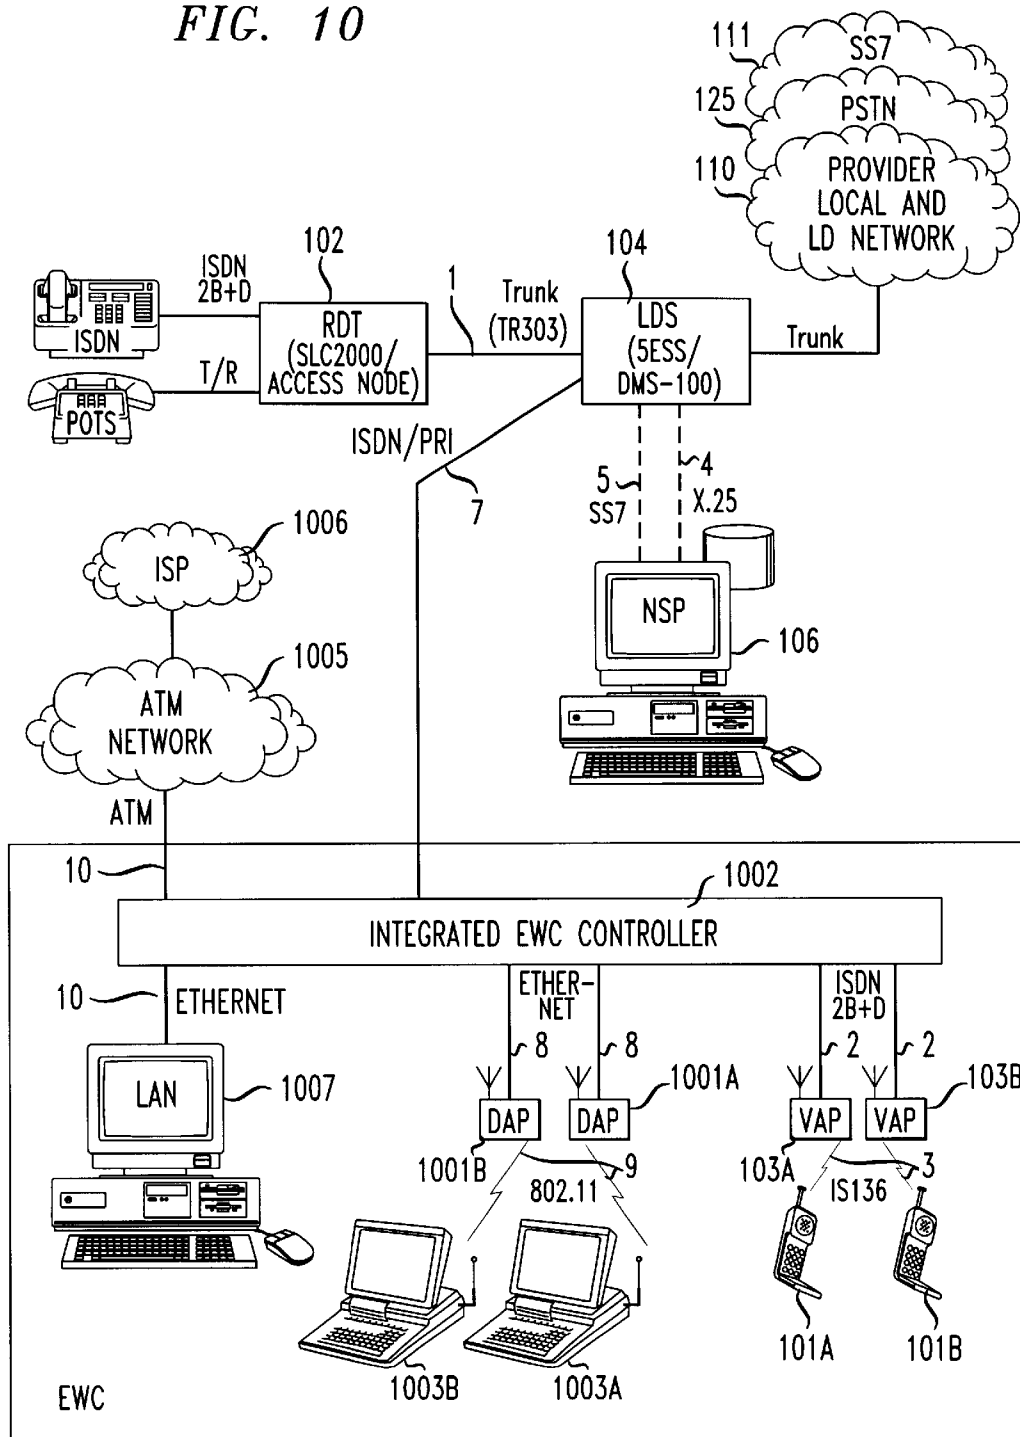 FIG. 10
111
SS7
125
PSTN
110
PROVIDER
LOCAL AND
LD NETWORK
102
104
ISDN
2B+D
1
Trunk
(TR303)
ISDN
RDT
(SLC2000/
ACCESS NODE)
LDS
(5ESS/
DMS-100)
Trunk
T/R
POTS
ISDN/PRI
7
5
SS7
4
X.25
1006
ISP
NSP
106
1005
ATM
NETWORK
ATM
10
1002
INTEGRATED EWC CONTROLLER
10
ETHERNET
ETHER-
NET
ISDN
2B+D
8
8
2
2
LAN
1007
1001A
103B
DAP
DAP
VAP
VAP
1001B
9
103A
3
802.11
IS136
101A
101B
1003B
1003A
EWC